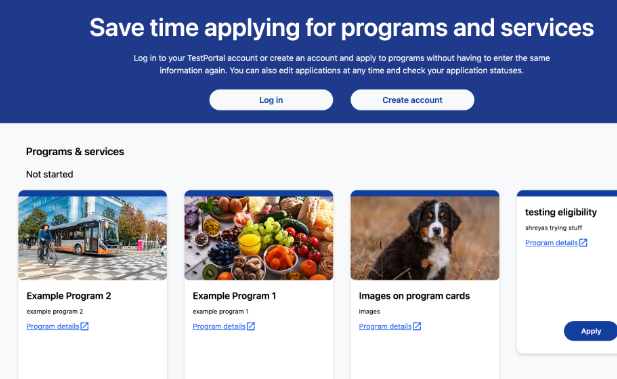 Save time applying for programs and services
Log in to your TestPortal account or create an account and apply to programs without having to enter the same
information again. You can also edit applications at any time and check your application statuses.
Log in
Create account
Programs & services
Not started
Example Program 2
example program 2
Program details
Example Program 1
example program 1
Program details
Images on program cards
images
Program details
testing eligibility
shreyas trying stuff
Program details
Apply